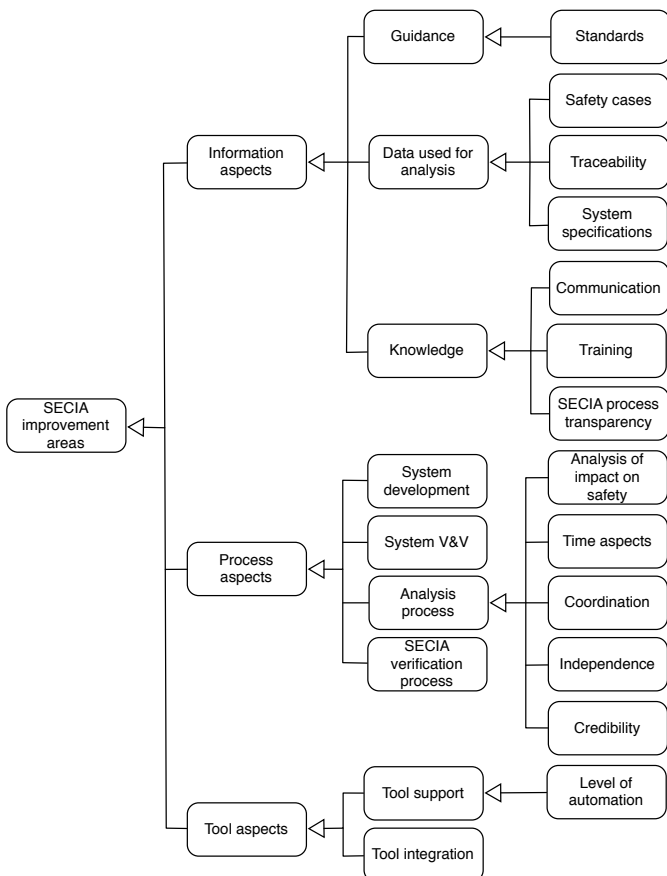 Guidance
Standards
Safety cases
Information
aspects
Data used for
analysis
Traceability
System
specifications
Communication
Knowledge
Training
SECIA process
transparency
SECIA
improvement
areas
System
development
Analysis of
impact on
safety
System V&V
Time aspects
Process
aspects
Analysis
process
Coordination
SECIA
verification
process
Independence
Credibility
Tool support
Level of
automation
Tool aspects
Tool integration